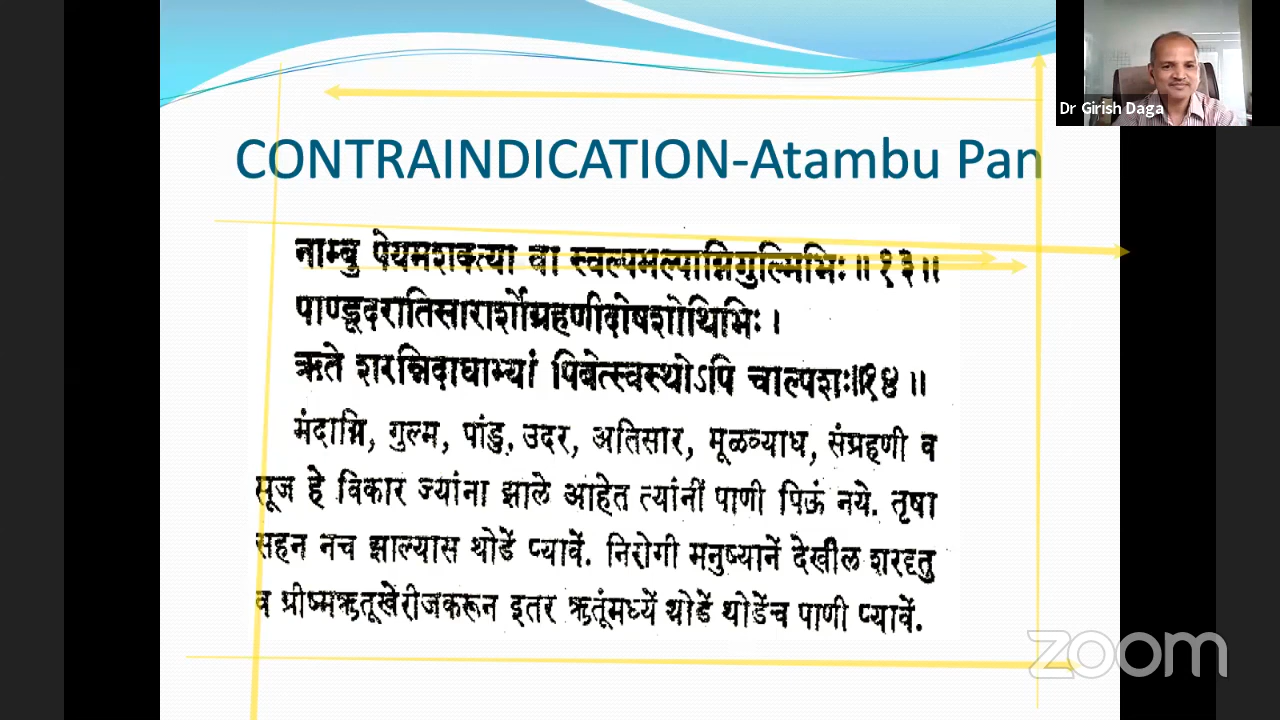 Dr Girish Daga
CONTRAINDICATION-Atambu Pan
नाम्बु पेयमशक्त्या वा स्वल्पमल्पाग्निगुल्मिभिः ॥ १३ ॥
पाण्डूदरातिसारार्शोग्रहणीदोषशोथिभिः ।
ऋते शरन्निदाघाभ्यां पिबेत्स्वस्थोऽपि चाल्पशः ॥१४ ॥
मंदाग्नि, गुल्म, पांडु, उदर, अतिसार, मूळव्याध, संग्रहणी व
सूज हे विकार ज्यांना झाले आहेत त्यांनीं पाणी पिऊं नये. तृषा
सहन नच झाल्यास थोडें प्यावें. निरोगी मनुष्यानें देखील शरदृतु
व ग्रीष्मऋतूखेरीजकरून इतर ऋतूंमध्यें थोडें थोडेंच पाणी प्यावें.
zoom